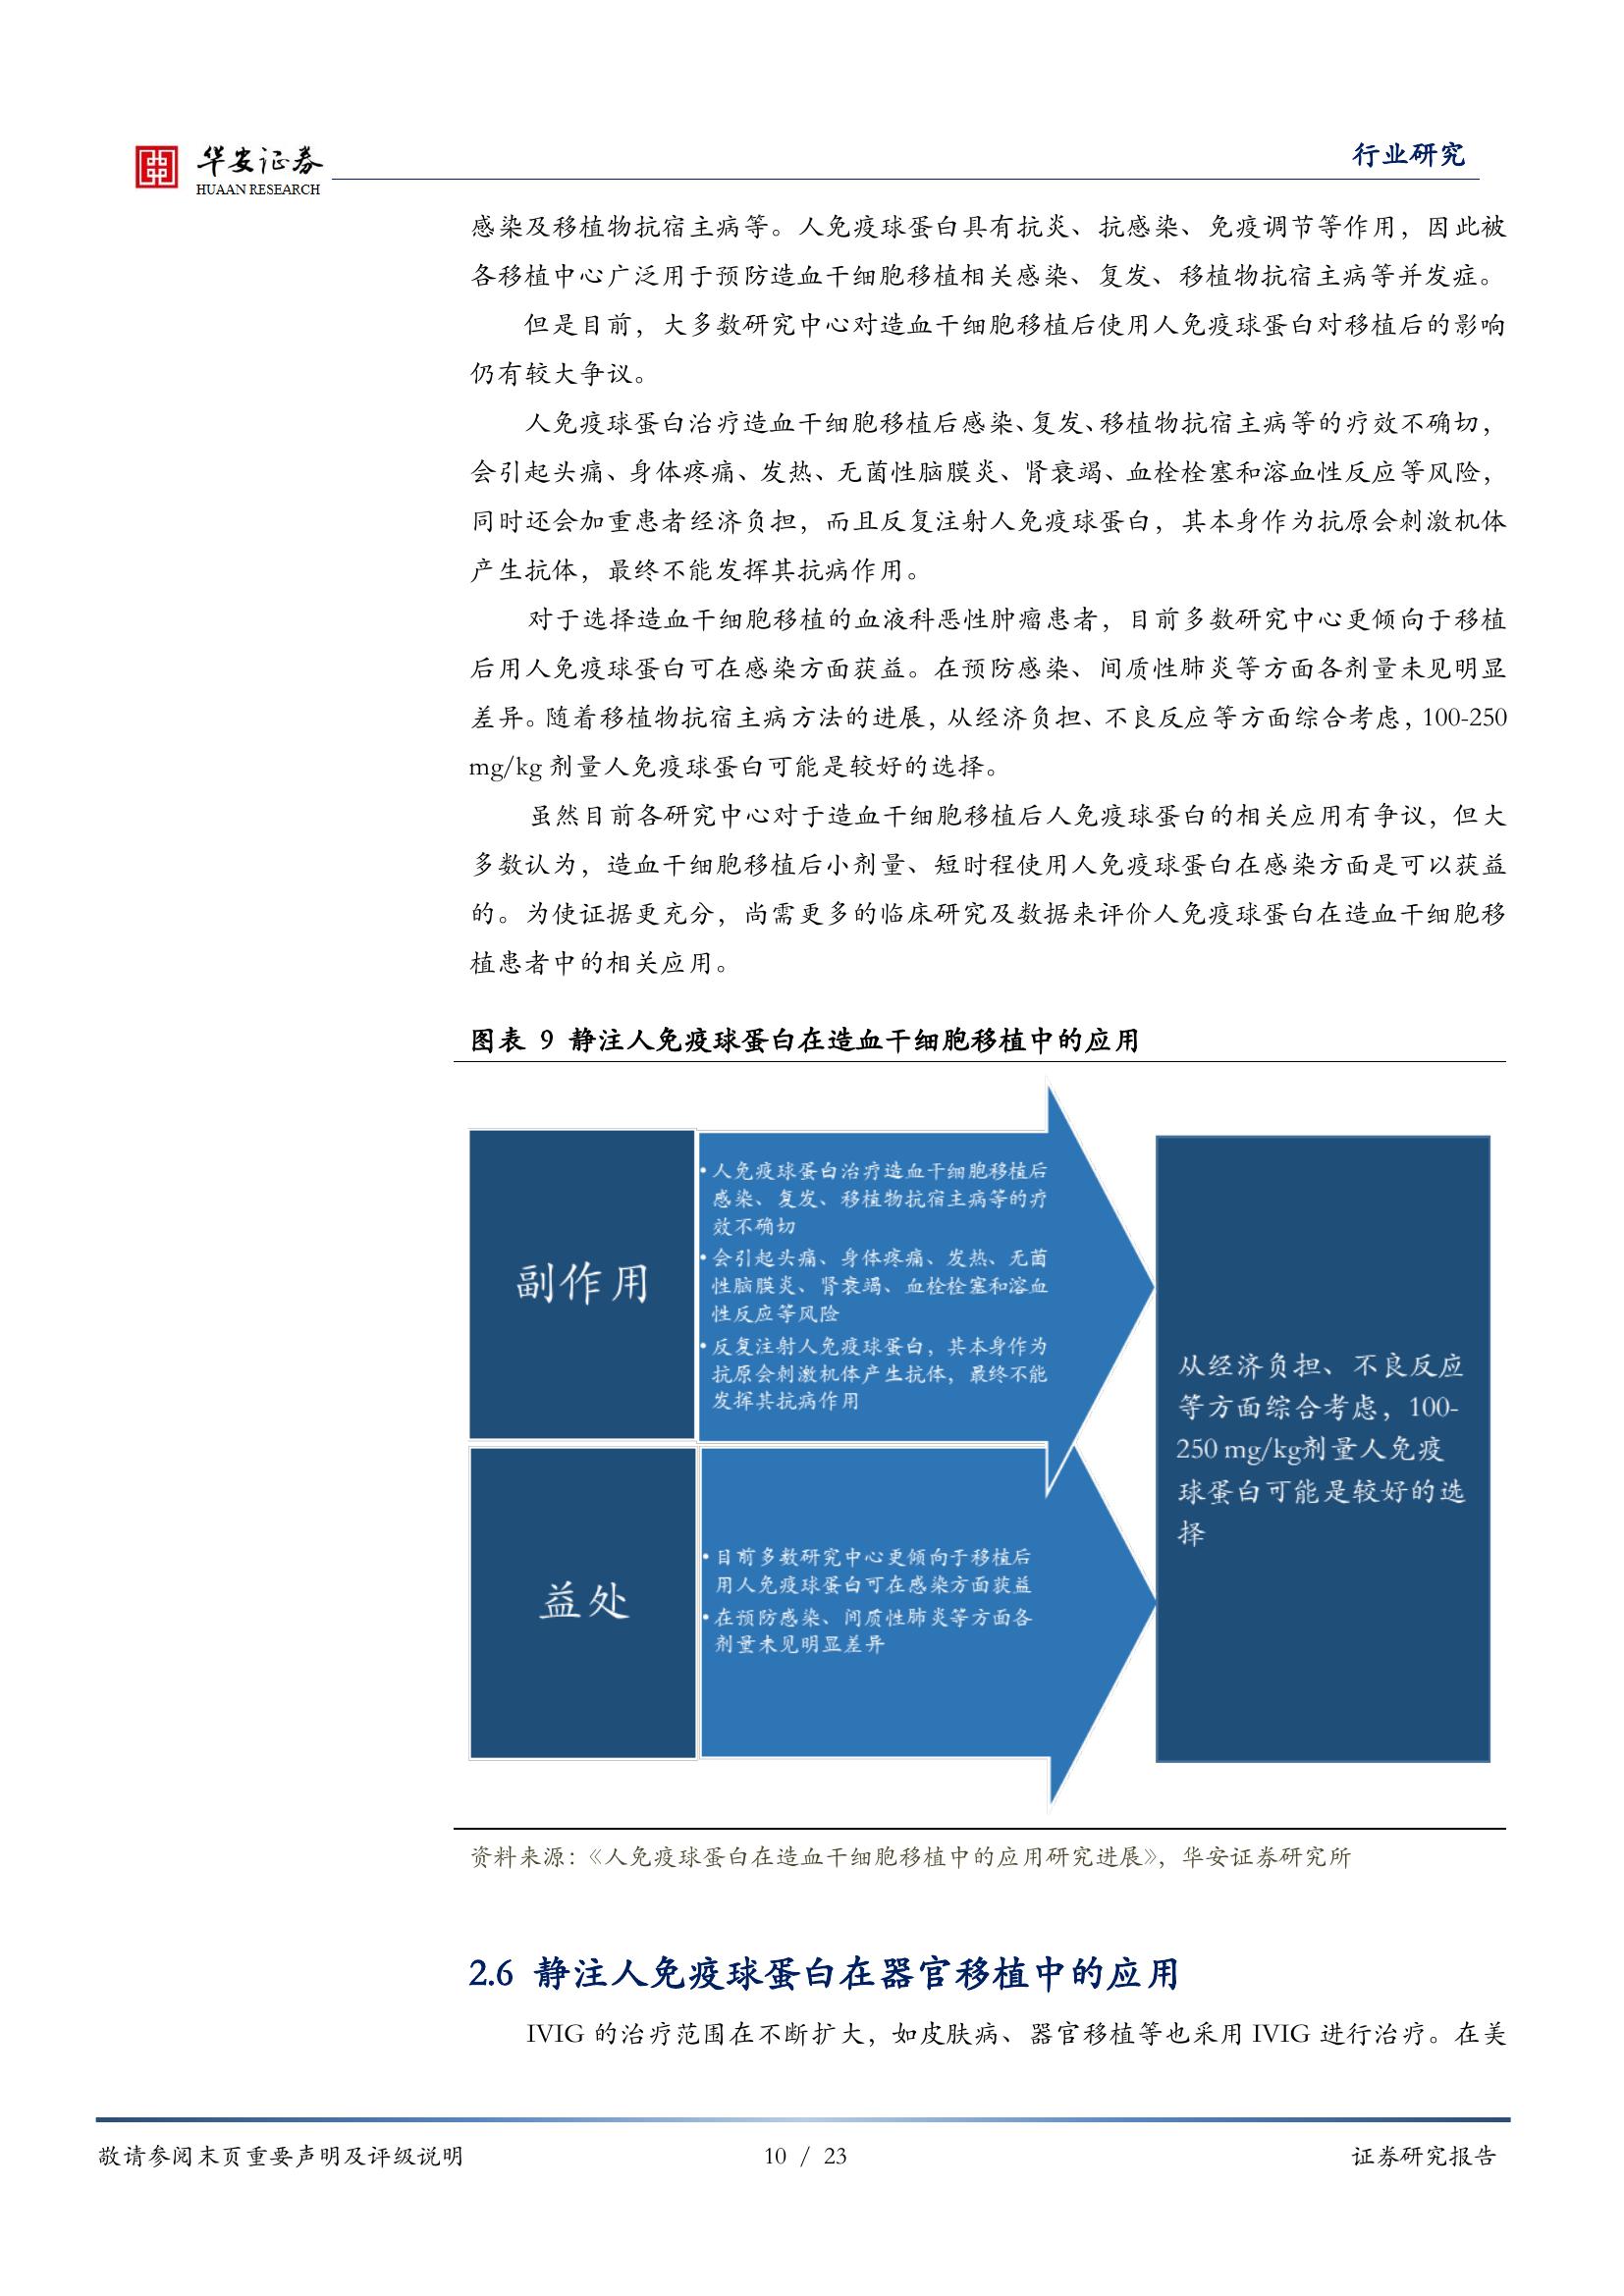 华安证券
HUAAN RESEARCH
行业研究
感染及移植物抗宿主病等。人免疫球蛋白具有抗炎、抗感染、免疫调节等作用，因此被
各移植中心广泛用于预防造血干细胞移植相关感染、复发、移植物抗宿主病等并发症。
但是目前，大多数研究中心对造血干细胞移植后使用人免疫球蛋白对移植后的影响
仍有较大争议。
人免疫球蛋白治疗造血干细胞移植后感染、复发、移植物抗宿主病等的疗效不确切，
会引起头痛、身体疼痛、发热、无菌性脑膜炎、肾衰竭、血栓栓塞和溶血性反应等风险，
同时还会加重患者经济负担，而且反复注射人免疫球蛋白，其本身作为抗原会刺激机体
产生抗体，最终不能发挥其抗病作用。
对于选择造血干细胞移植的血液科恶性肿瘤患者，目前多数研究中心更倾向于移植
后用人免疫球蛋白可在感染方面获益。在预防感染、间质性肺炎等方面各剂量未见明显
差异。随着移植物抗宿主病方法的进展，从经济负担、不良反应等方面综合考虑，100-250
mg/kg 剂量人免疫球蛋白可能是较好的选择。
虽然目前各研究中心对于造血干细胞移植后人免疫球蛋白的相关应用有争议，但大
多数认为，造血干细胞移植后小剂量、短时程使用人免疫球蛋白在感染方面是可以获益
的。为使证据更充分，尚需更多的临床研究及数据来评价人免疫球蛋白在造血干细胞移
植患者中的相关应用。
图表 9 静注人免疫球蛋白在造血干细胞移植中的应用
副作用
•人免疫球蛋白治疗造血干细胞移植后
感染、复发、移植物抗宿主病等的疗
效不确切
•会引起头痛、身体疼痛、发热、无菌
性脑膜炎、肾衰竭、血栓栓塞和溶血
性反应等风险
•反复注射人免疫球蛋白，其本身作为
抗原会刺激机体产生抗体，最终不能
发挥其抗病作用
益处
•目前多数研究中心更倾向于移植后
用人免疫球蛋白可在感染方面获益
•在预防感染、间质性肺炎等方面各
剂量未见明显差异
从经济负担、不良反应
等方面综合考虑，100-
250 mg/kg剂量人免疫
球蛋白可能是较好的选
择
资料来源：《人免疫球蛋白在造血干细胞移植中的应用研究进展》，华安证券研究所
2.6 静注人免疫球蛋白在器官移植中的应用
IVIG 的治疗范围在不断扩大，如皮肤病、器官移植等也采用 IVIG 进行治疗。在美
敬请参阅末页重要声明及评级说明
10 / 23
证券研究报告